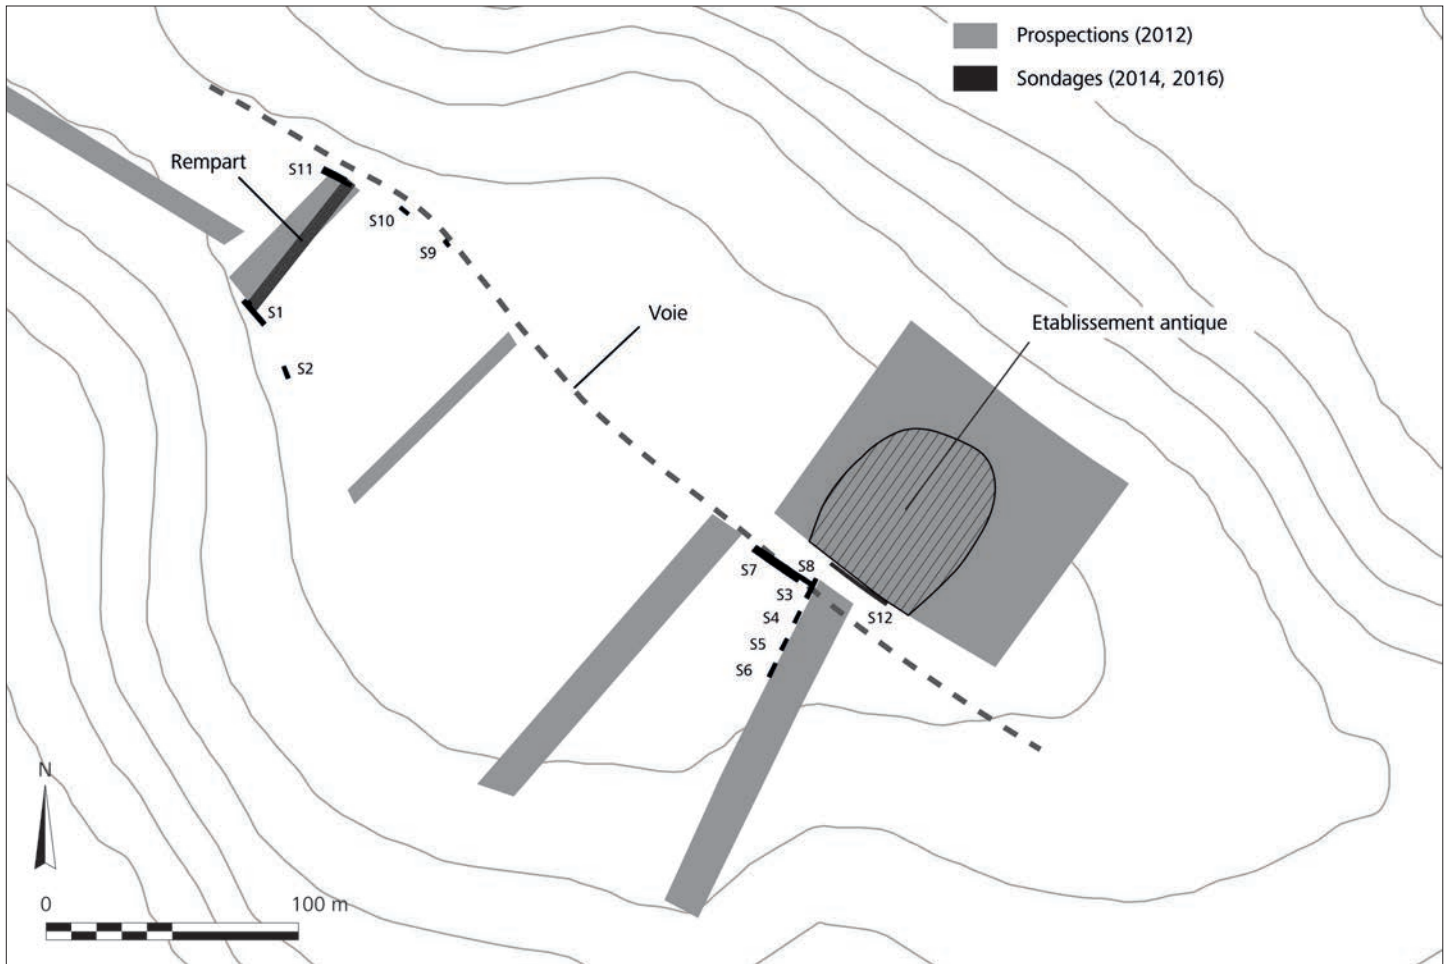 Prospections (2012)
Sondages (2014, 2016)
Rempart
S11
S10
S9
S1
S2
Voie
Etablissement antique
S7
S8
S3
S4
S5
S6
S12
N
0 100 m